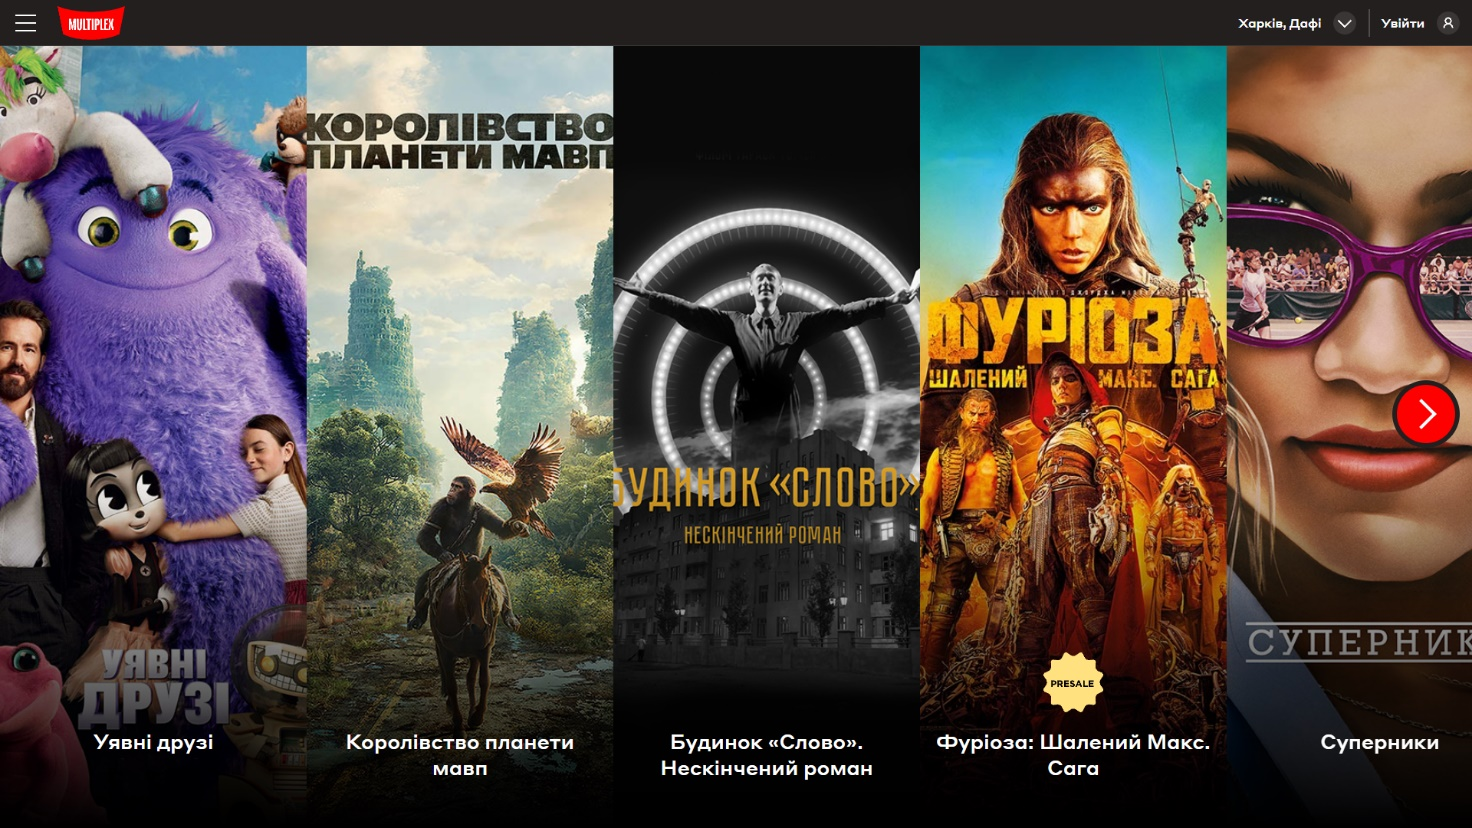 MULTIPLEX
Харків, Дафі
Увійти
КОРОЛІВСТВО
ПЛАНЕТИ МАВП
БУДИНОК «СЛОВО»
НЕСКІНЧЕНИЙ РОМАН
ФУРІОЗА
ШАЛЕНИЙ МАКС. САГА
СУПЕРНИК
УЯВНІ
ДРУЗІ
PRESALE
Уявні друзі
Королівство планети
мавп
Будинок «Слово».
Нескінчений роман
Фуріоза: Шалений Макс.
Сага
Суперники